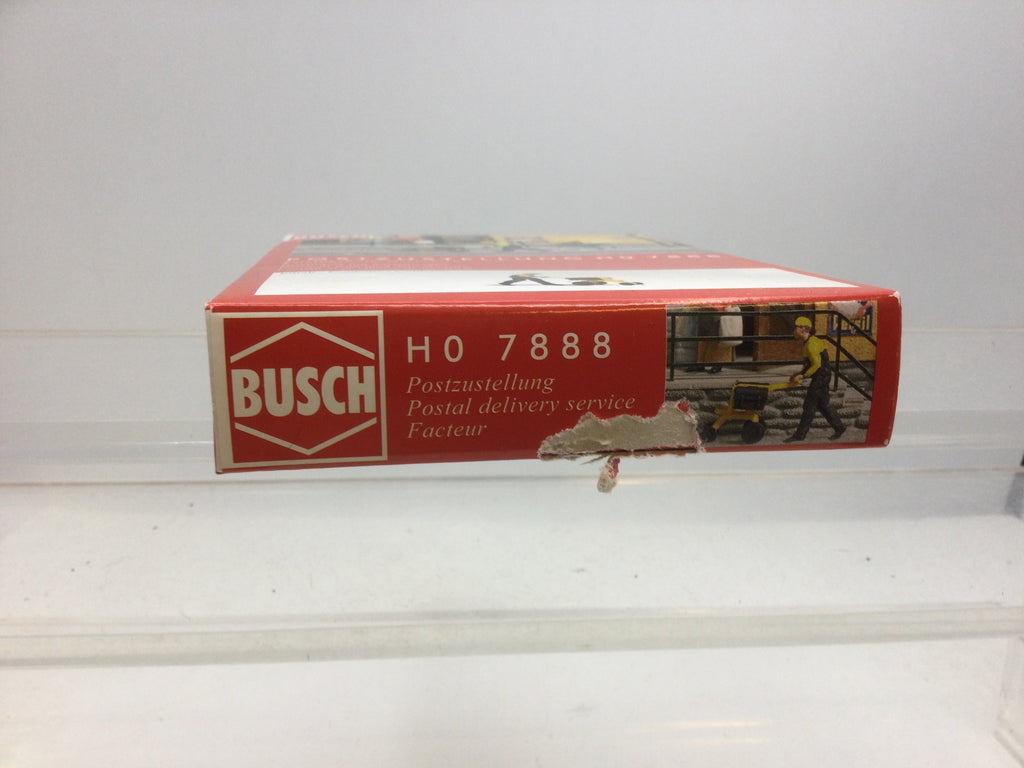 BUSCH
H0 7888
Postzustellung
Postal delivery service
Facteur